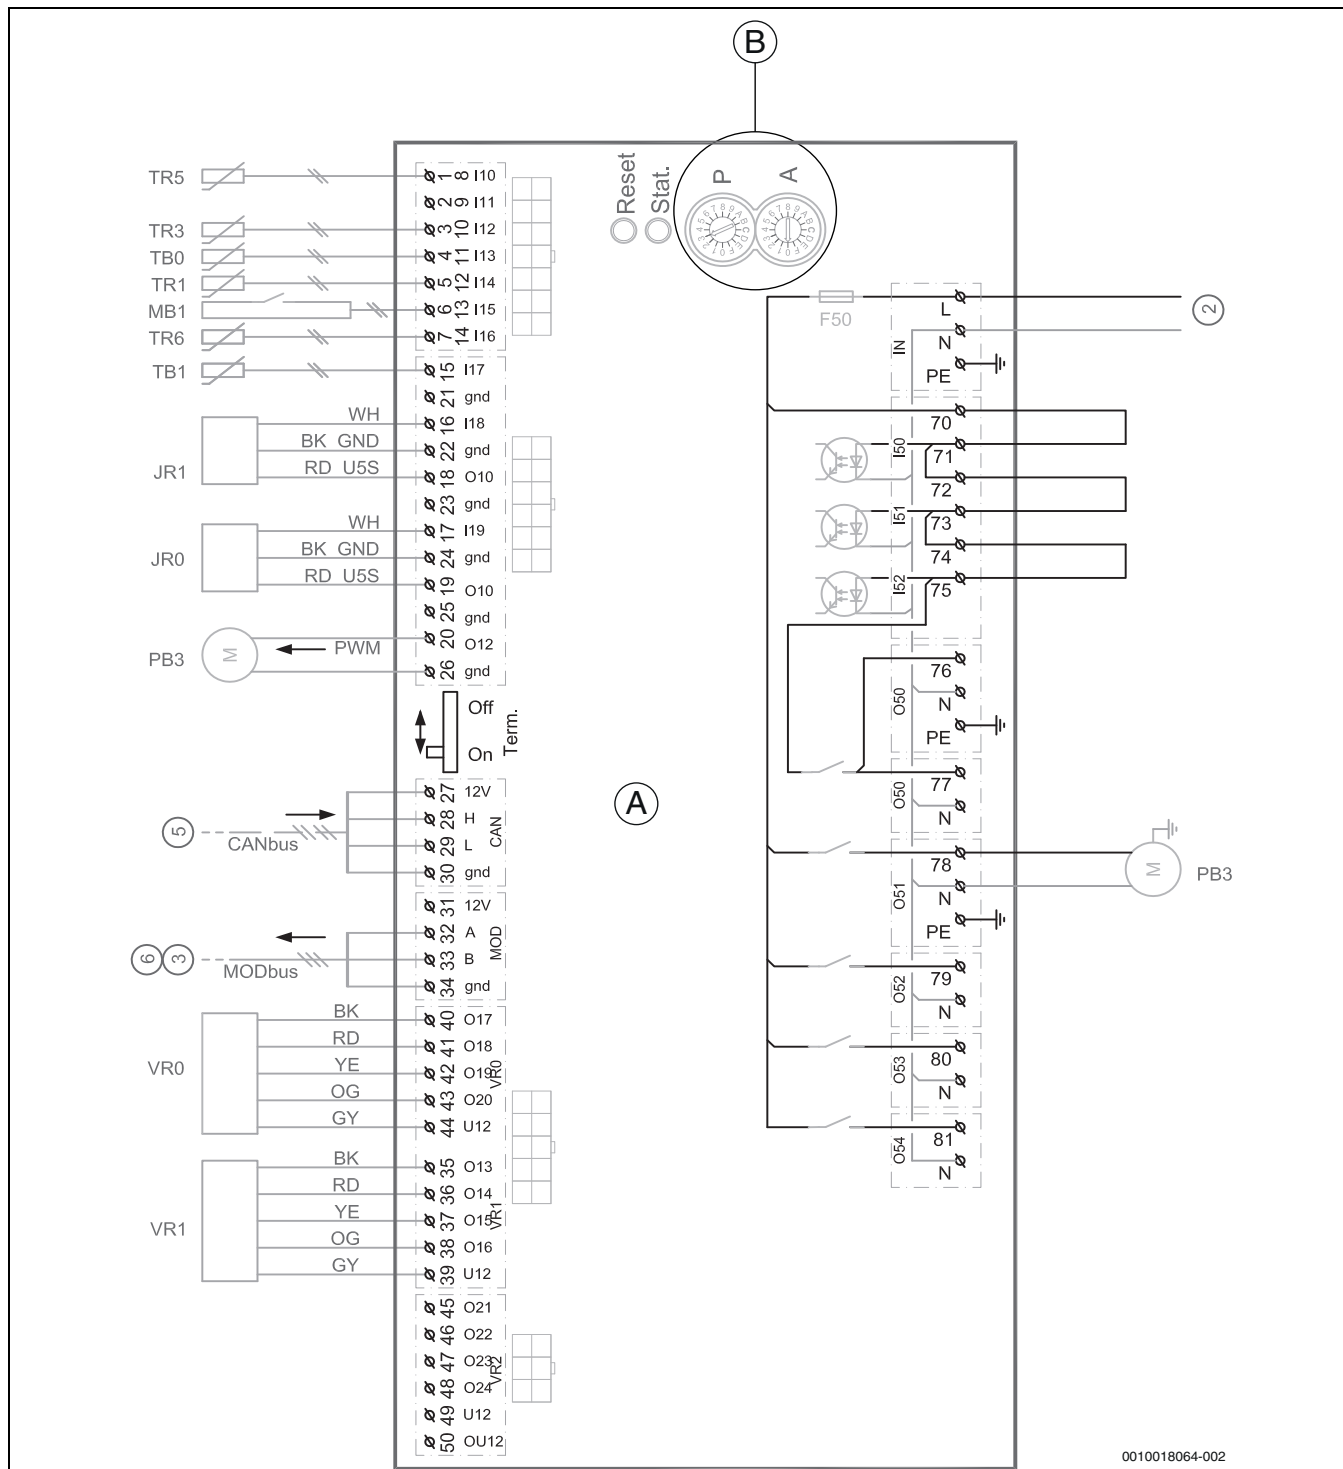 B
Reset
Stat.
P
A
TR5
1 8 I10
2 9 I11
TR3
3 10 I12
TB0
4 11 I13
TR1
5 12 I14
MB1
6 13 I15
TR6
7 14 I16
TB1
15 I17
21 gnd
JR1
WH
16 I18
BK GND
22 gnd
RD U5S
18 O10
23 gnd
JR0
WH
17 I19
BK GND
24 gnd
RD U5S
19 O10
25 gnd
PB3
M
PWM
20 O12
26 gnd
Off
On
Term.
5
CANbus
27 12V
28 H
29 L
30 gnd
CAN
6 3
MODbus
31 12V
32 A
33 B
34 gnd
MOD
VR0
BK
40 O17
RD
41 O18
YE
42 O19
OG
43 O20
GY
44 U12
VR0
VR1
BK
35 O13
RD
36 O14
YE
37 O15
OG
38 O16
GY
39 U12
VR1
45 O21
46 O22
47 O23
48 O24
49 U12
50 OU12
VR2
A
F50
IN
L
N
PE
2
I50
70
71
72
I51
73
74
I52
75
O50
76
N
PE
O50
77
N
O51
78
N
PE
M
PB3
O52
79
N
O53
80
N
O54
81
N
0010018064-002